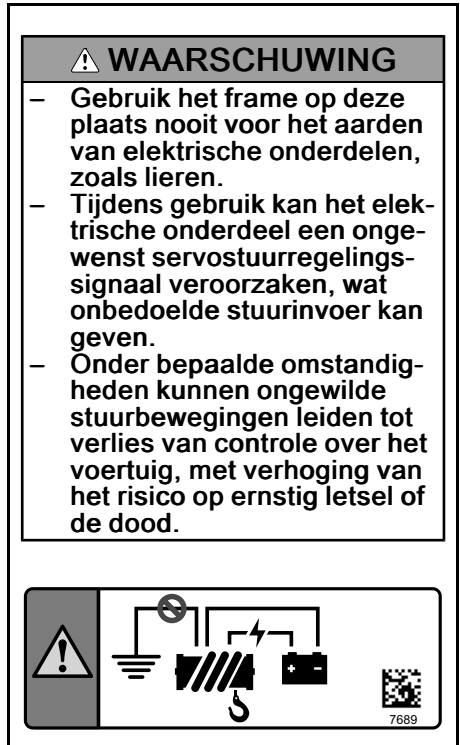 ⚠ WAARSCHUWING
– Gebruik het frame op deze
plaats nooit voor het aarden
van elektrische onderdelen,
zoals lieren.
– Tijdens gebruik kan het elek-
trische onderdeel een onge-
wenst servostuurregelings-
signaal veroorzaken, wat
onbedoelde stuurinvoer kan
geven.
– Onder bepaalde omstandig-
heden kunnen ongewilde
stuurbewegingen leiden tot
verlies van controle over het
voertuig, met verhoging van
het risico op ernstig letsel of
de dood.
+ -
7689